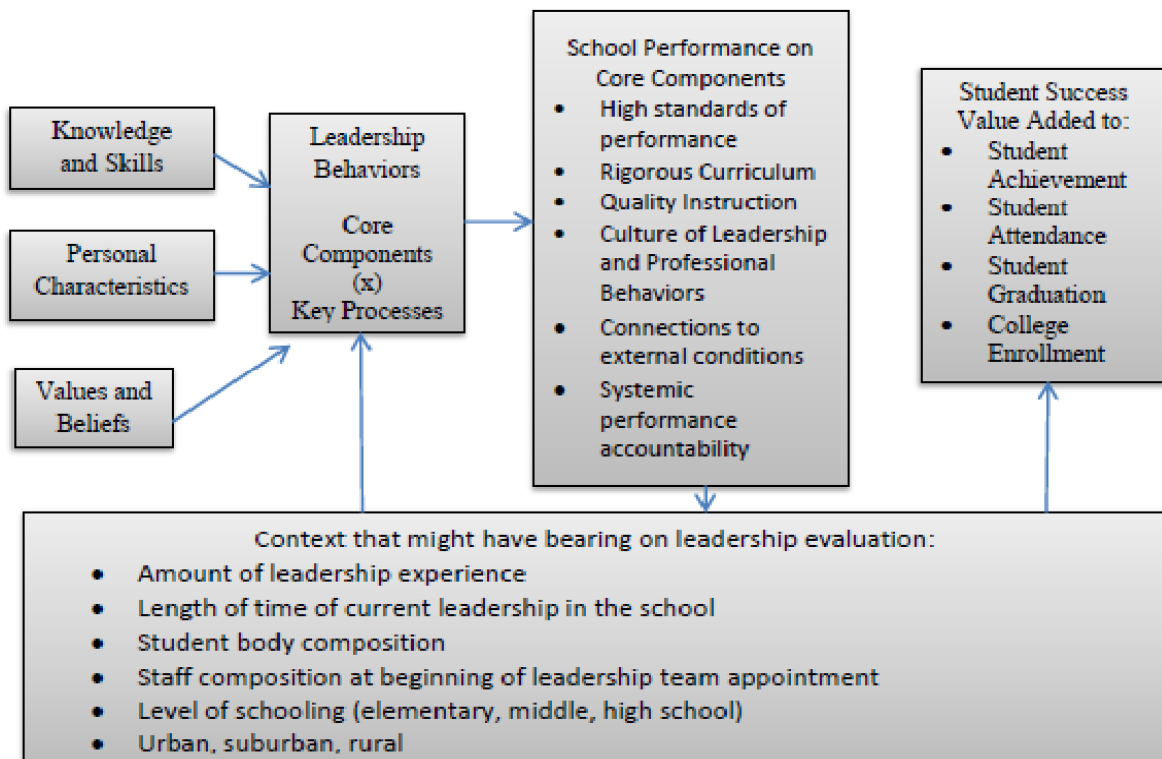 Knowledge
and Skills
Personal
Characteristics
Values and
Beliefs
Leadership
Behaviors
Core
Components
(x)
Key Processes
School Performance on
Core Components
• High standards of
performance
• Rigorous Curriculum
• Quality Instruction
• Culture of Leadership
and Professional
Behaviors
• Connections to
external conditions
• Systemic
performance
accountability
Student Success
Value Added to:
• Student
Achievement
• Student
Attendance
• Student
Graduation
• College
Enrollment
Context that might have bearing on leadership evaluation:
• Amount of leadership experience
• Length of time of current leadership in the school
• Student body composition
• Staff composition at beginning of leadership team appointment
• Level of schooling (elementary, middle, high school)
• Urban, suburban, rural